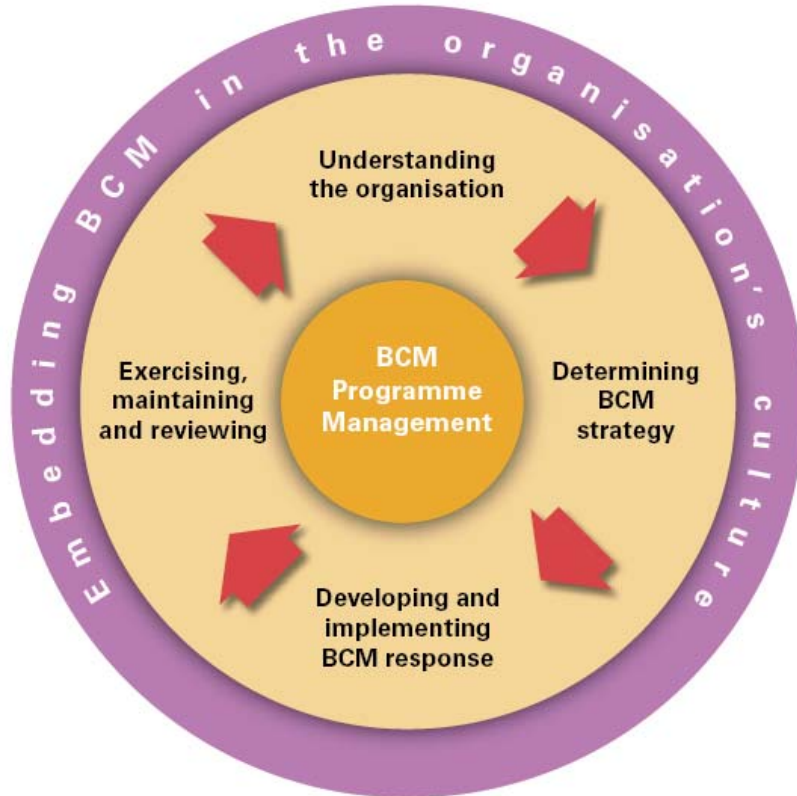 Embedding BCM in the organisation's culture
Understanding
the organisation
BCM
Programme
Management
Exercising,
maintaining
and reviewing
Determining
BCM
strategy
Developing and
implementing
BCM response